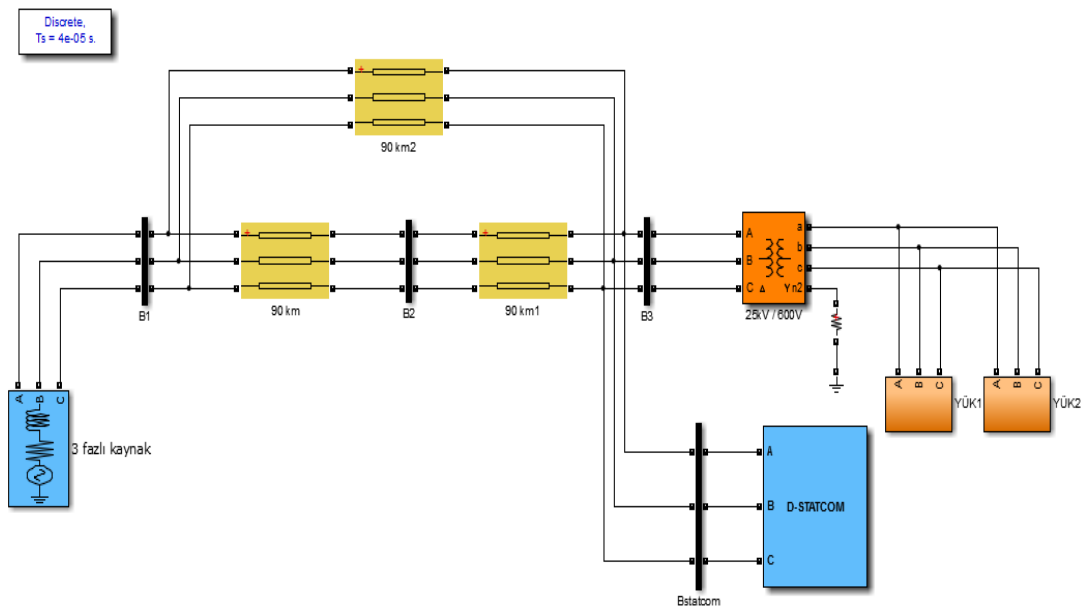 Discrete,
Ts = 4e-05 s.
+
90 km2
A
B
C
B1
+
90 km
B2
+
90 km1
B3
A
B
C
Δ
Yn2
a
b
c
25kV / 600V
A
B
C
3 fazlı kaynak
A
B
C
YÜK1
A
B
C
YÜK2
A
B
C
D-STATCOM
Bstatcom